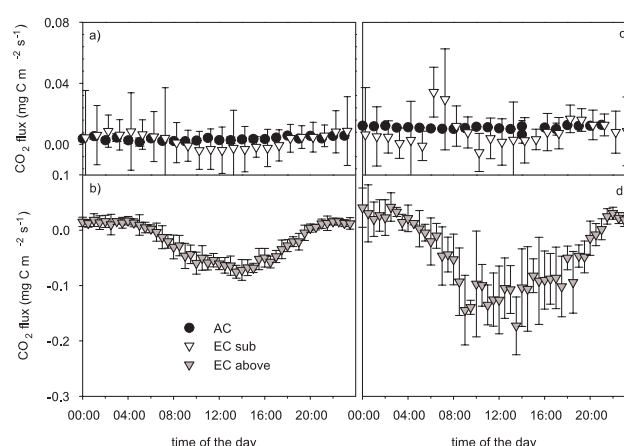 0.08
a)
c
CO2 flux (mg C m -2 s-1)
0.04
0.00
0.1
b)
d
CO2 flux (mg C m -2 s-1)
0.0
-0.1
-0.2
-0.3
AC
EC sub
EC above
00:00 04:00 08:00 12:00 16:00 20:00 00:00 04:00 08:00 12:00 16:00 20:00
time of the day time of the day